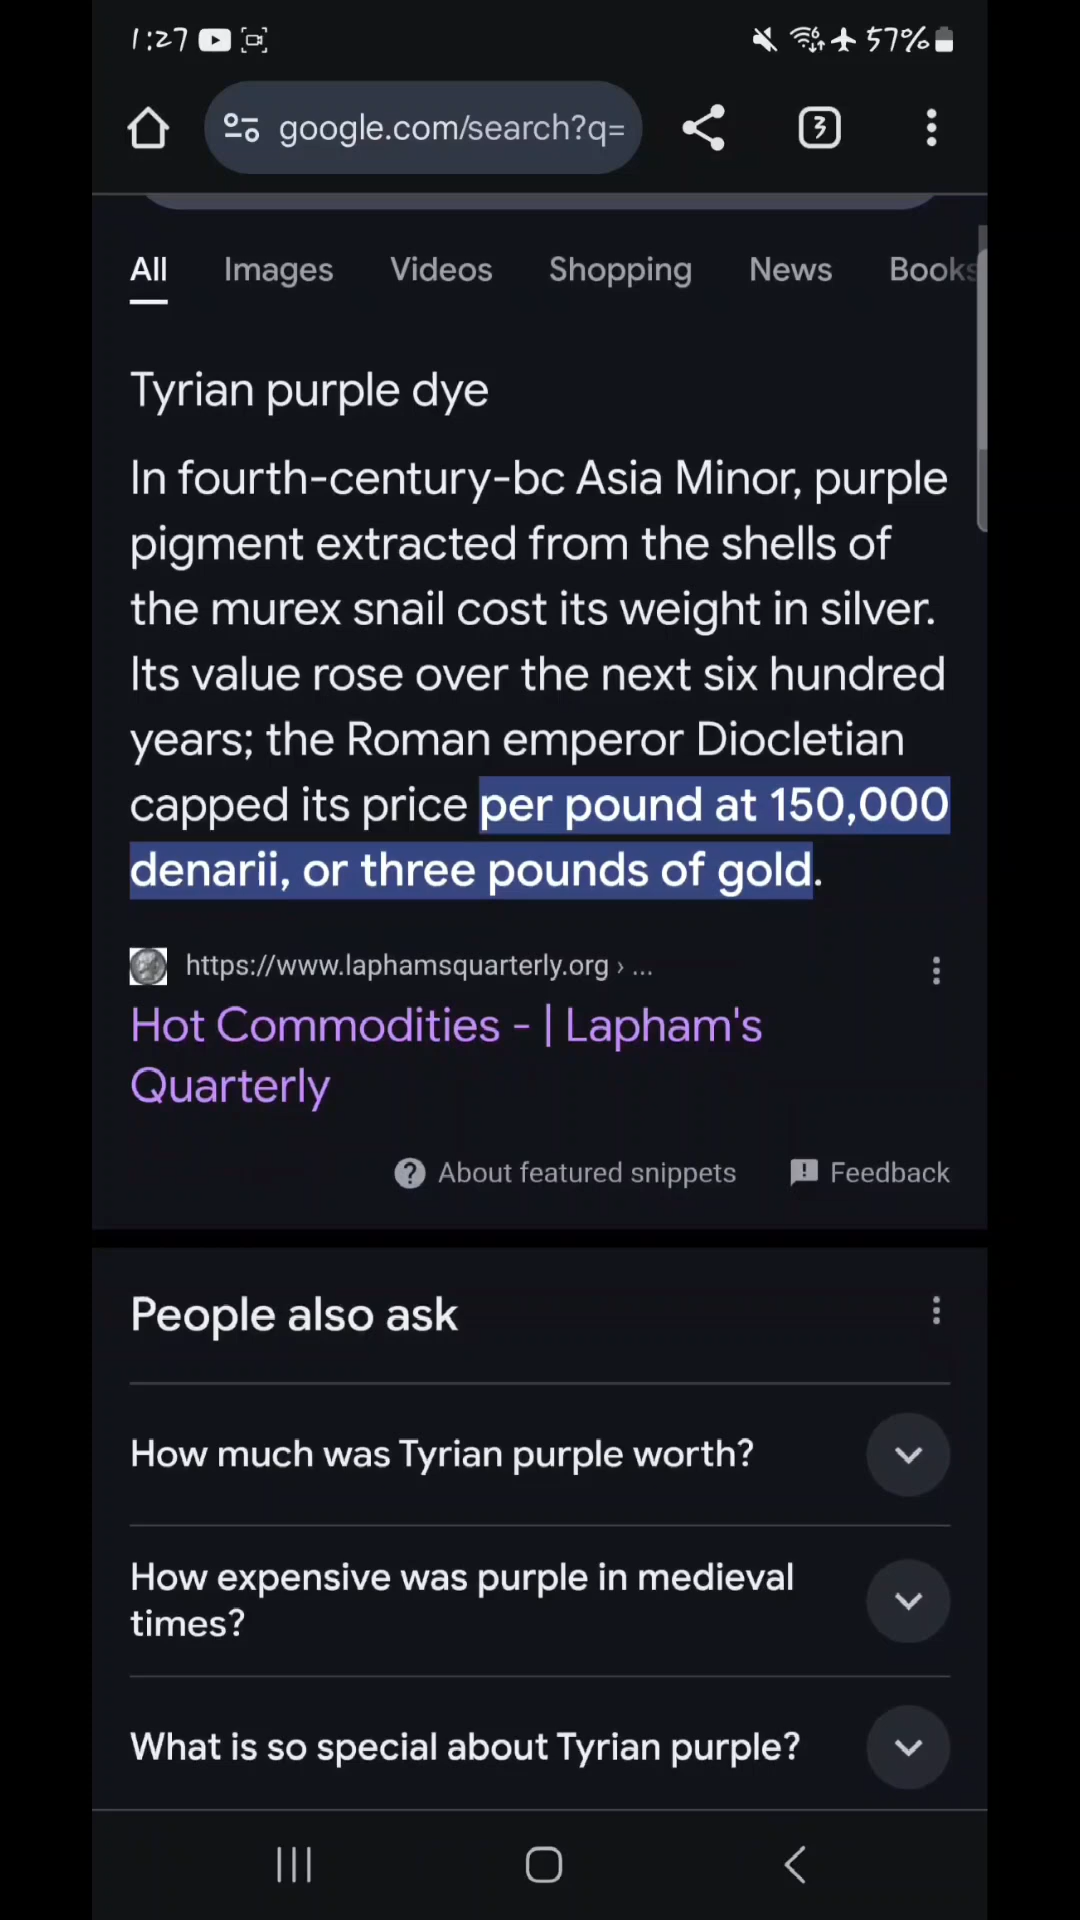 1:27 57%
google.com/search?q=
3
All Images Videos Shopping News Books
Tyrian purple dye
In fourth-century-bc Asia Minor, purple
pigment extracted from the shells of
the murex snail cost its weight in silver.
Its value rose over the next six hundred
years; the Roman emperor Diocletian
capped its price per pound at 150,000
denarii, or three pounds of gold.
https://www.laphamsquarterly.org › ...
Hot Commodities - | Lapham's
Quarterly
About featured snippets Feedback
People also ask
How much was Tyrian purple worth?
How expensive was purple in medieval
times?
What is so special about Tyrian purple?